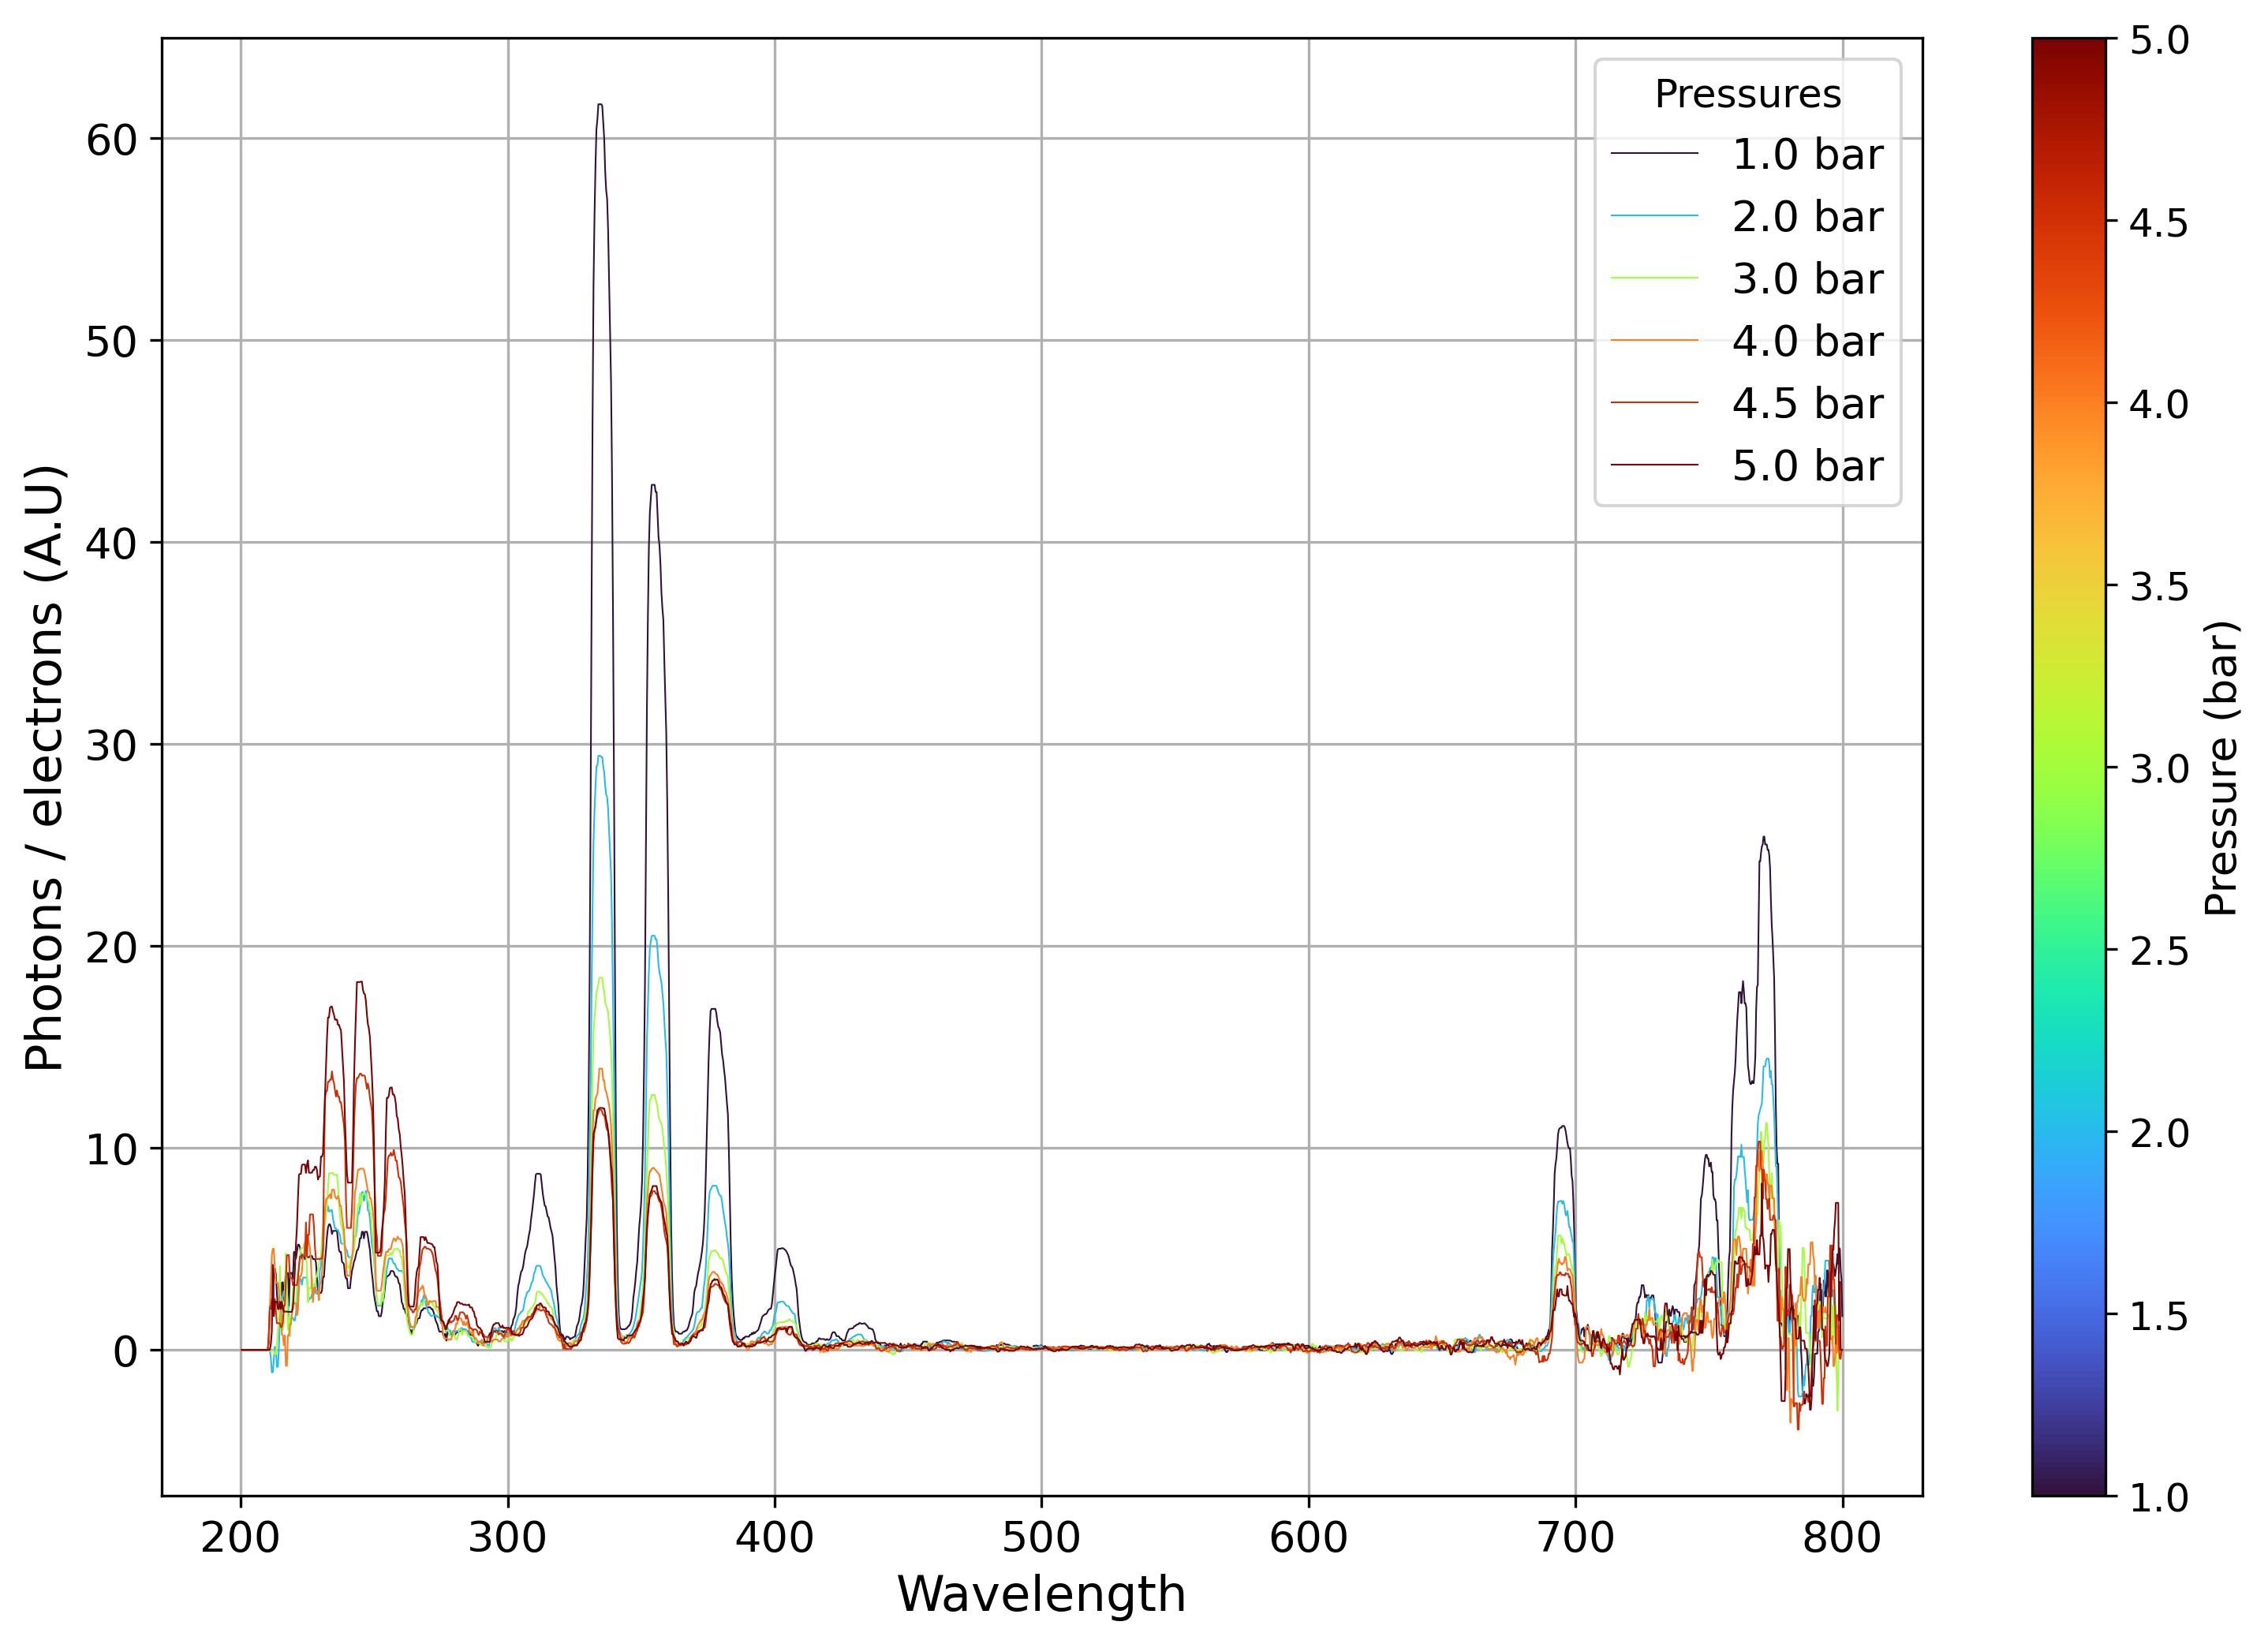 Photons / electrons (A.U)
60
50
40
30
20
10
0
200 300 400 500 600 700 800
Wavelength
Pressures
1.0 bar
2.0 bar
3.0 bar
4.0 bar
4.5 bar
5.0 bar
5.0
4.5
4.0
3.5
3.0
2.5
2.0
1.5
1.0
Pressure (bar)